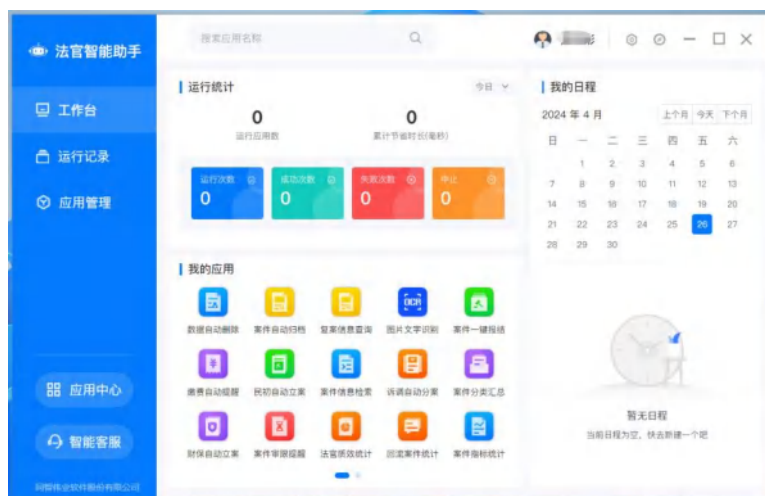 法官智能助手
工作台
运行记录
应用管理
应用中心
智能客服
搜索应用名称
运行统计
今日
0
0
运行应用数
累计节省时长(毫秒)
运行次数
成功次数
失败次数
停止
0
0
0
0
我的应用
OCR
数据自动删除
案件自动归档
复案信息查询
图片文字识别
案件一键报结
缴费自动提醒
民初自动立案
案件信息检索
诉调自动分案
案件分类汇总
财保自动立案
案件审限提醒
法官质效统计
回流案件统计
案件指标统计
我的日程
2024 年 4 月
上个月 今天 下个月
日 一 二 三 四 五 六
1 2 3 4 5 6
7 8 9 10 11 12 13
14 15 16 17 18 19 20
21 22 23 24 25 26 27
28 29 30
暂无日程
当前日程为空，快去新建一个吧